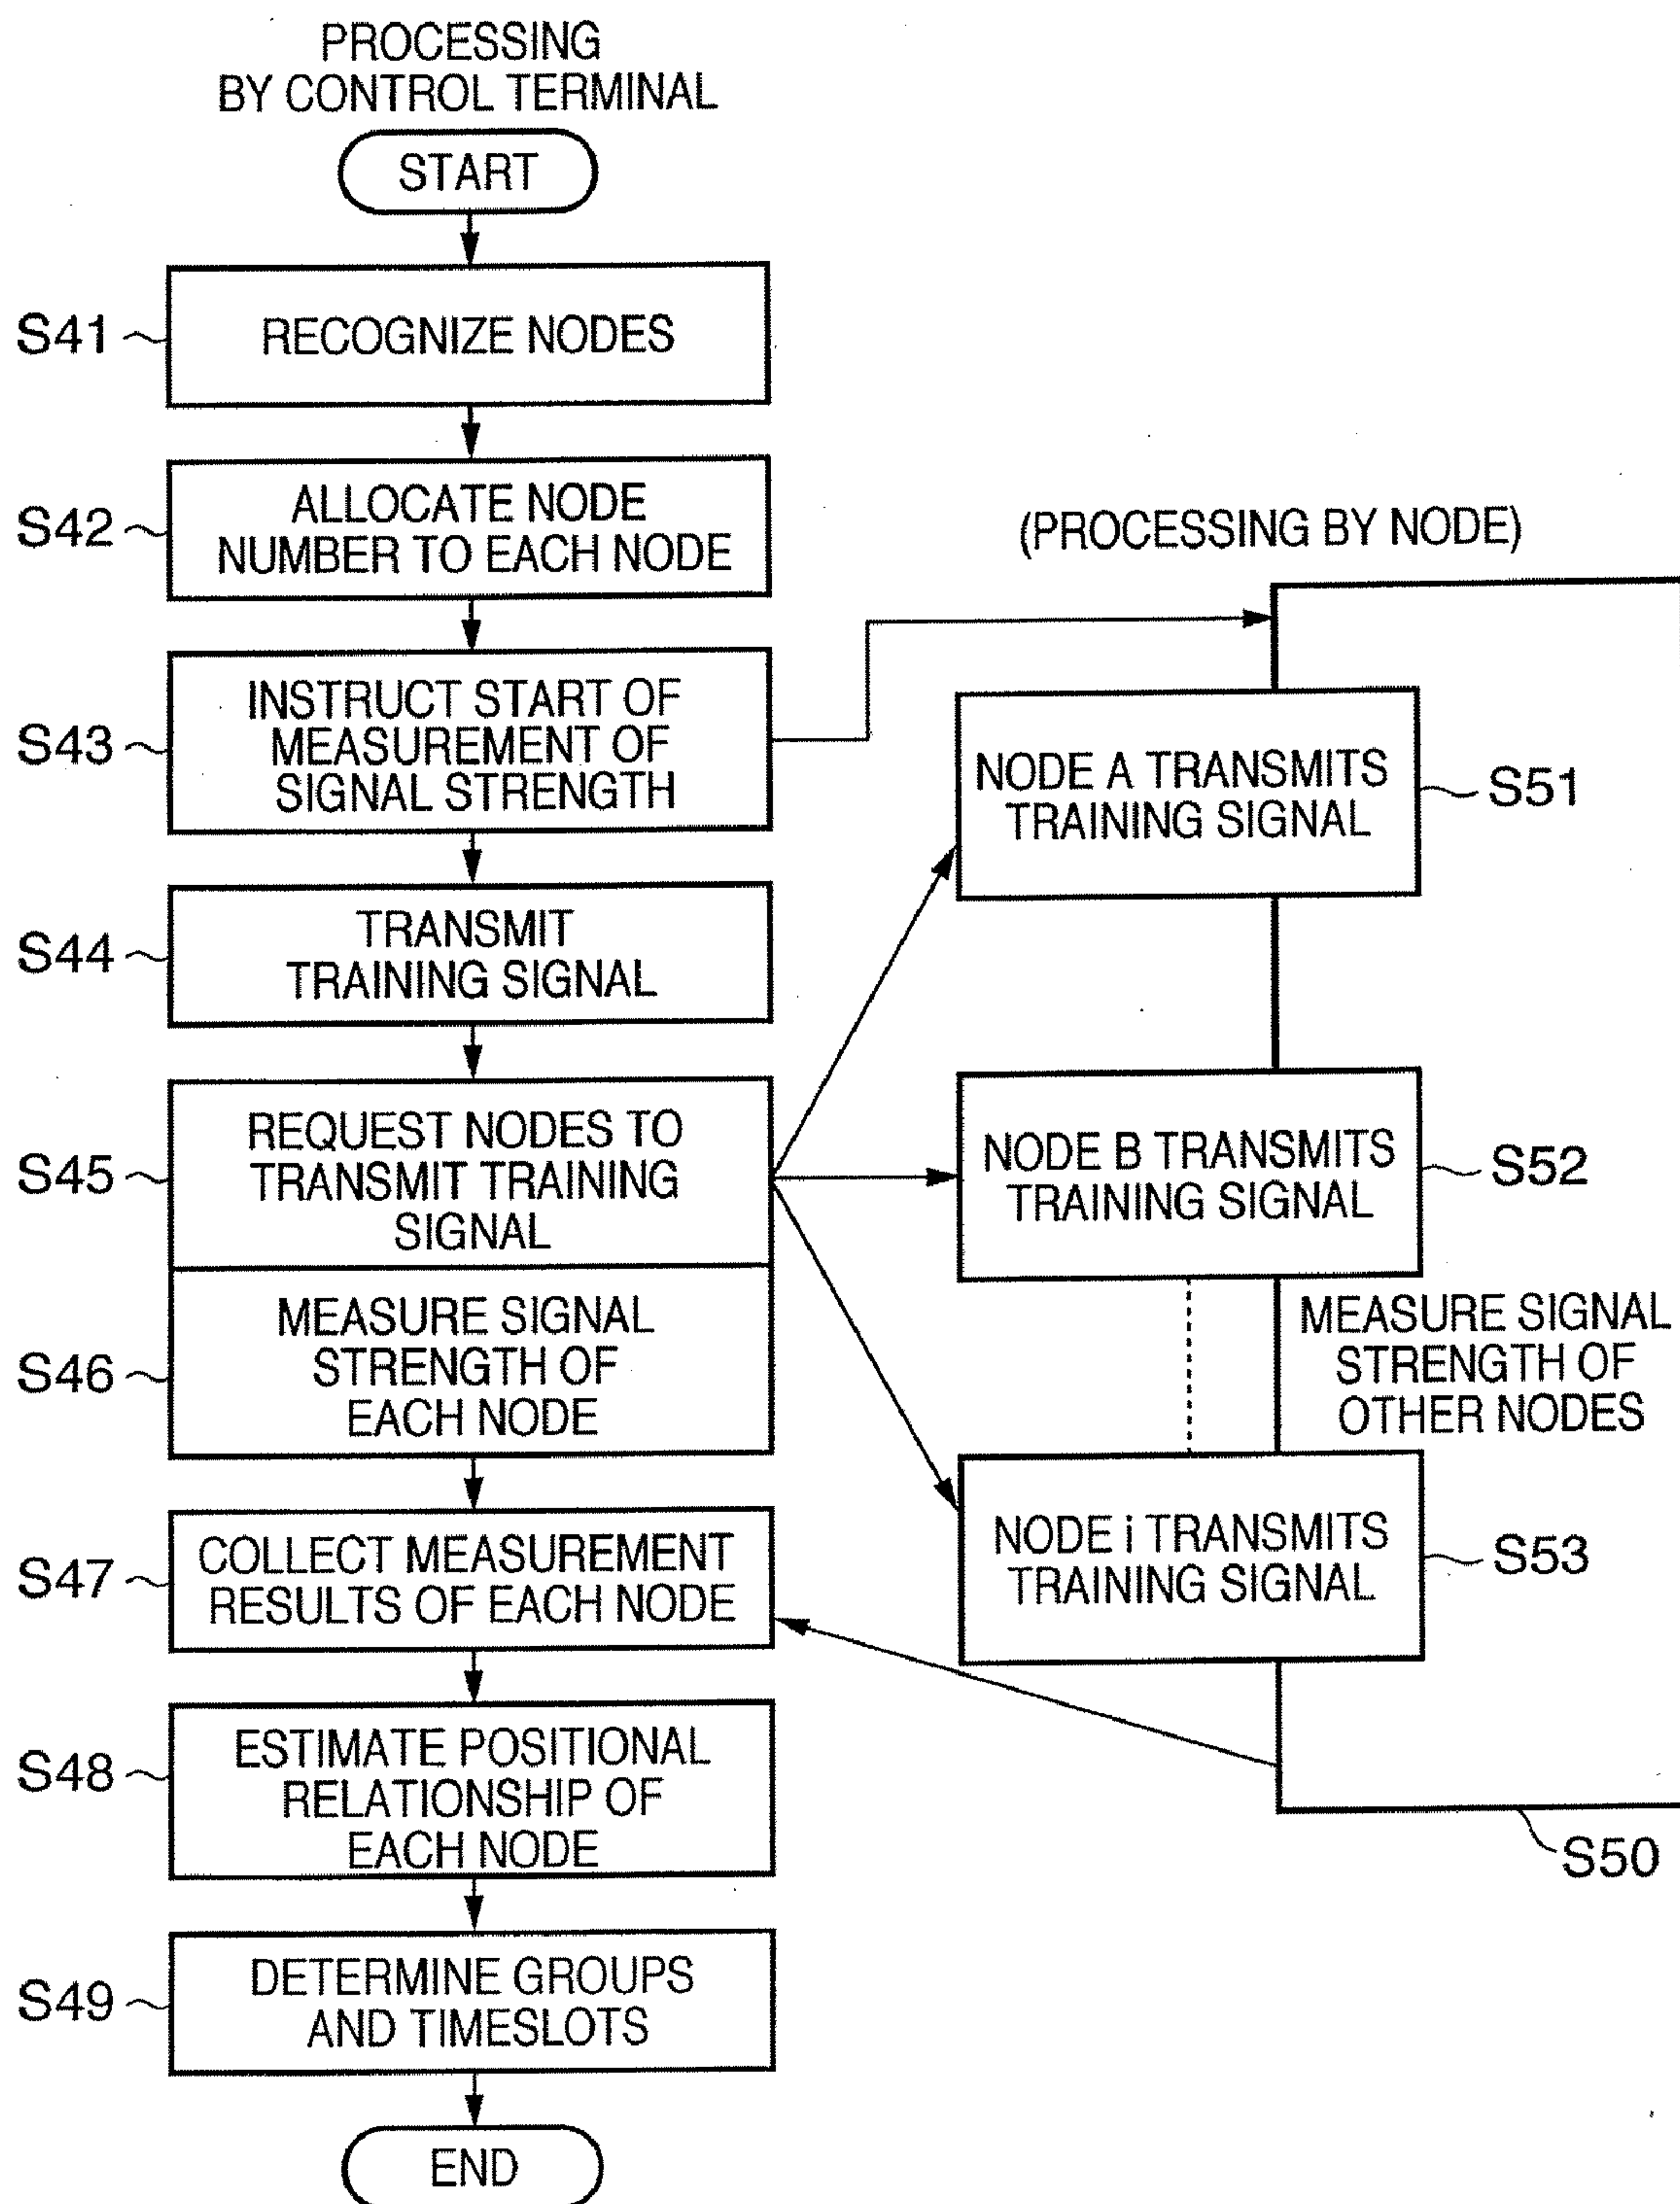 PROCESSING
BY CONTROL TERMINAL
START
S41
RECOGNIZE NODES
S42
ALLOCATE NODE
NUMBER TO EACH NODE
S43
INSTRUCT START OF
MEASUREMENT OF
SIGNAL STRENGTH
S44
TRANSMIT
TRAINING SIGNAL
S45
REQUEST NODES TO
TRANSMIT TRAINING
SIGNAL
S46
MEASURE SIGNAL
STRENGTH OF
EACH NODE
S47
COLLECT MEASUREMENT
RESULTS OF EACH NODE
S48
ESTIMATE POSITIONAL
RELATIONSHIP OF
EACH NODE
S49
DETERMINE GROUPS
AND TIMESLOTS
END
(PROCESSING BY NODE)
NODE A TRANSMITS
TRAINING SIGNAL
S51
NODE B TRANSMITS
TRAINING SIGNAL
S52
MEASURE SIGNAL
STRENGTH OF
OTHER NODES
NODE i TRANSMITS
TRAINING SIGNAL
S53
S50